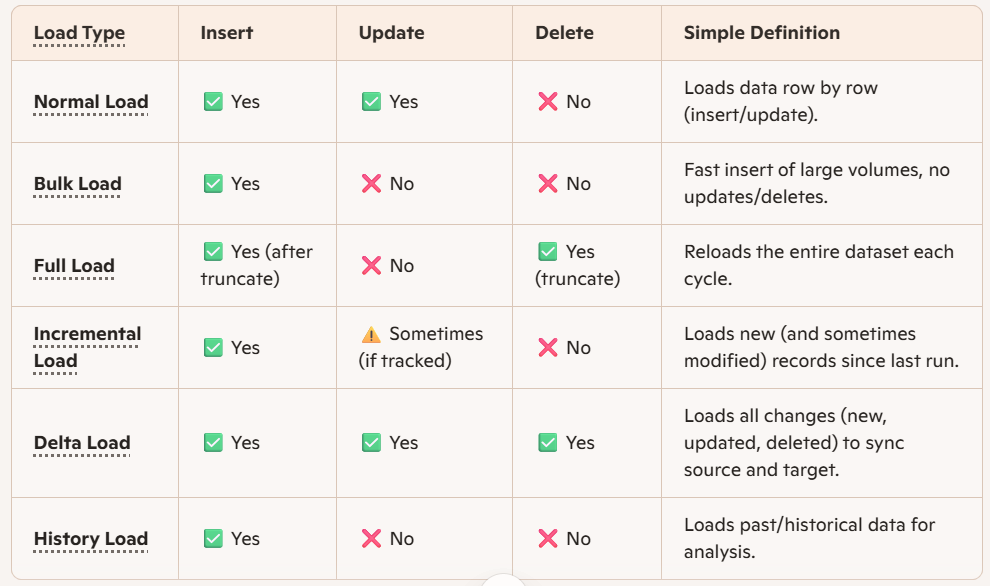 Load Type Insert Update Delete Simple Definition
Normal Load ✅ Yes ✅ Yes ❌ No Loads data row by row
(insert/update).
Bulk Load ✅ Yes ❌ No ❌ No Fast insert of large volumes, no
updates/deletes.
Full Load ✅ Yes (after
truncate) ❌ No ✅ Yes
(truncate) Reloads the entire dataset each
cycle.
Incremental
Load ✅ Yes ⚠️ Sometimes
(if tracked) ❌ No Loads new (and sometimes
modified) records since last run.
Delta Load ✅ Yes ✅ Yes ✅ Yes Loads all changes (new,
updated, deleted) to sync
source and target.
History Load ✅ Yes ❌ No ❌ No Loads past/historical data for
analysis.